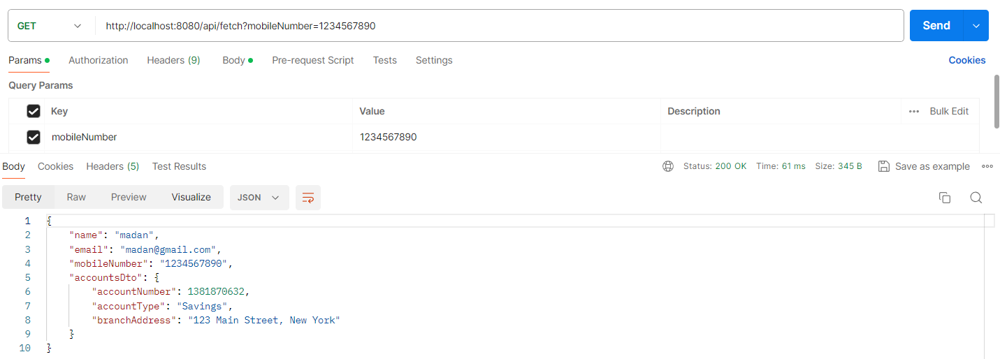 GET http://localhost:8080/api/fetch?mobileNumber=1234567890 Send
Params Authorization Headers (9) Body Pre-request Script Tests Settings Cookies
Query Params
Key Value Description Bulk Edit
mobileNumber 1234567890
Body Cookies Headers (5) Test Results Status: 200 OK Time: 61 ms Size: 345 B Save as example
Pretty Raw Preview Visualize JSON
1 {
2 "name": "madan",
3 "email": "madan@gmail.com",
4 "mobileNumber": "1234567890",
5 "accountsDto": {
6 "accountNumber": 1381870632,
7 "accountType": "Savings",
8 "branchAddress": "123 Main Street, New York"
9 }
10 }